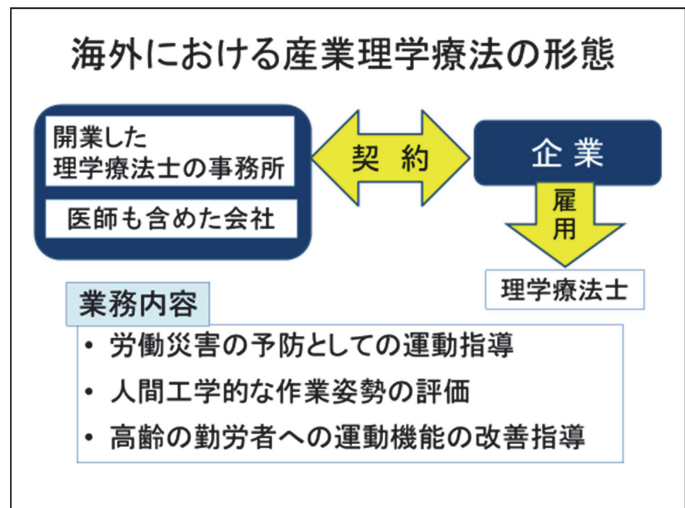 海外における産業理学療法の形態
開業した
理学療法士の事務所
医師も含めた会社
契約
企業
雇
用
理学療法士
業務内容
・ 労働災害の予防としての運動指導
・ 人間工学的な作業姿勢の評価
・ 高齢の勤労者への運動機能の改善指導